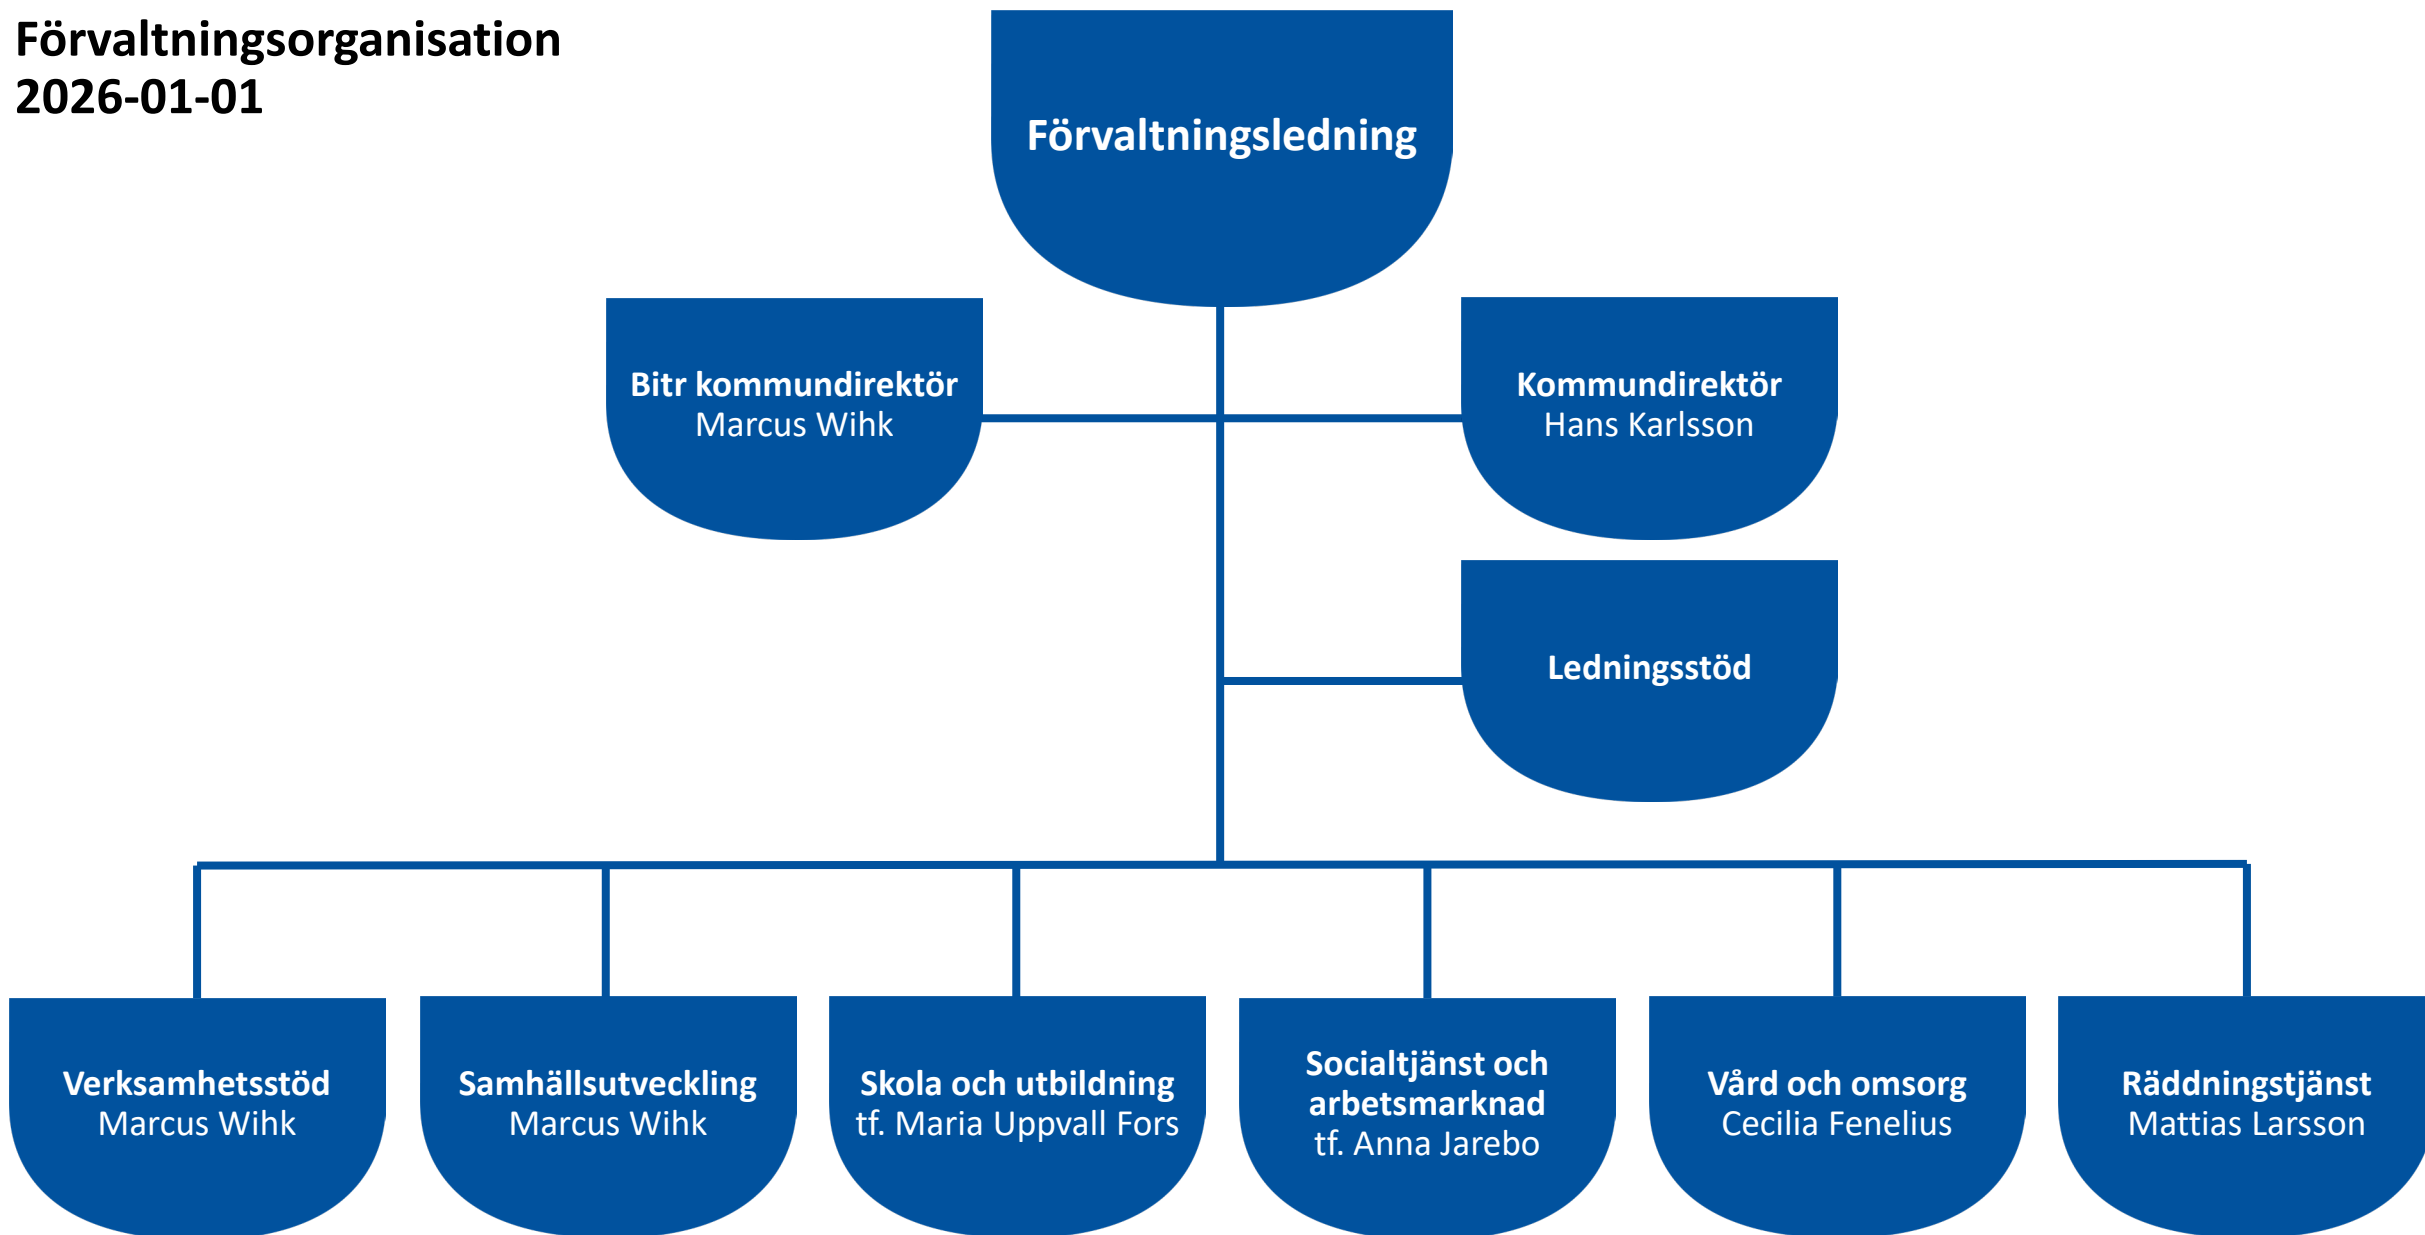 Förvaltningsorganisation
2026-01-01
Förvaltningsledning
Bitr kommundirektör
Marcus Wihk
Kommundirektör
Hans Karlsson
Ledningsstöd
Verksamhetsstöd
Marcus Wihk
Samhällsutveckling
Marcus Wihk
Skola och utbildning
tf. Maria Uppvall Fors
Socialtjänst och
arbetsmarknad
tf. Anna Jarebo
Vård och omsorg
Cecilia Fenelius
Räddningstjänst
Mattias Larsson